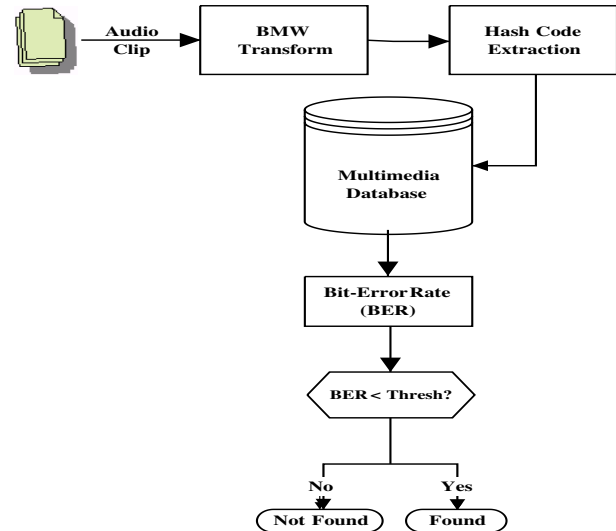 Audio
Clip
BMW
Transform
Hash Code
Extraction
Multimedia
Database
Bit-Error Rate
(BER)
BER < Thresh?
No
Yes
Not Found
Found